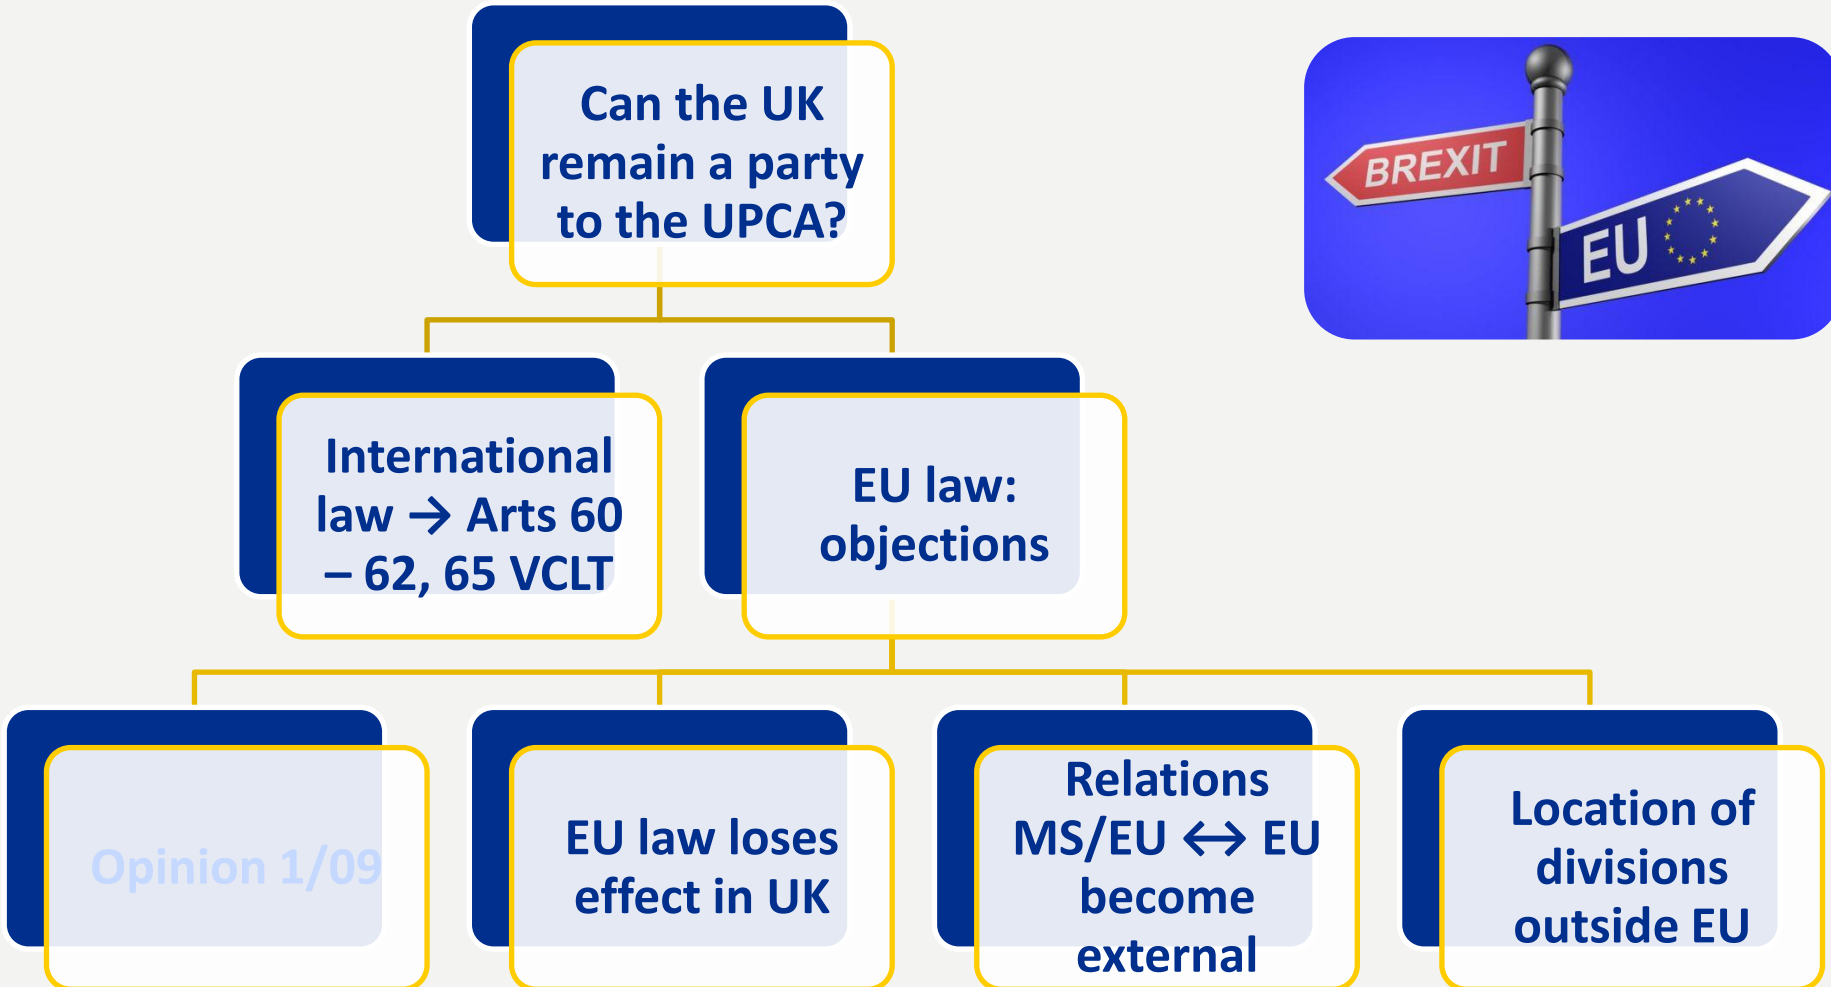 Can the UK
remain a party
to the UPCA?
BREXIT
EU
International
law → Arts 60
– 62, 65 VCLT
EU law:
objections
Opinion 1/09
EU law loses
effect in UK
Relations
MS/EU ↔ EU
become
external
Location of
divisions
outside EU